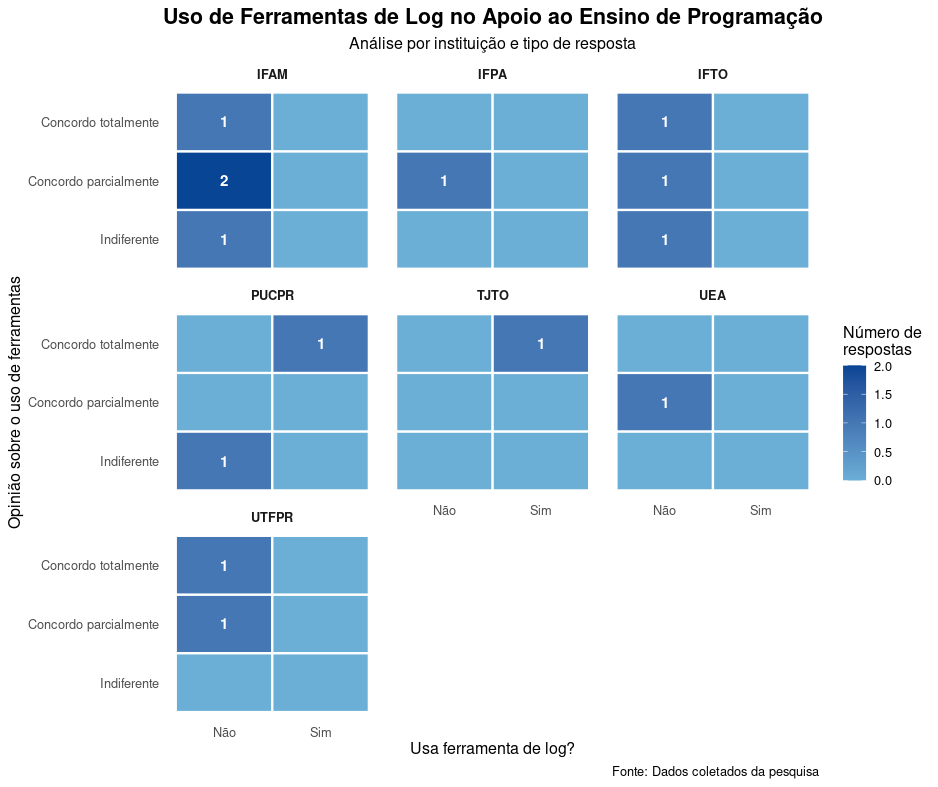 Uso de Ferramentas de Log no Apoio ao Ensino de Programação
Análise por instituição e tipo de resposta
IFAM
IFPA
IFTO
Concordo totalmente
1
1
Concordo parcialmente
2
1
1
Indiferente
1
1
PUCPR
TJTO
UEA
Concordo totalmente
1
1
Concordo parcialmente
1
Indiferente
1
Não
Sim
Não
Sim
UTFPR
Concordo totalmente
1
Concordo parcialmente
1
Indiferente
Não
Sim
Opinião sobre o uso de ferramentas
Usa ferramenta de log?
Número de
respostas
2.0
1.5
1.0
0.5
0.0
Fonte: Dados coletados da pesquisa